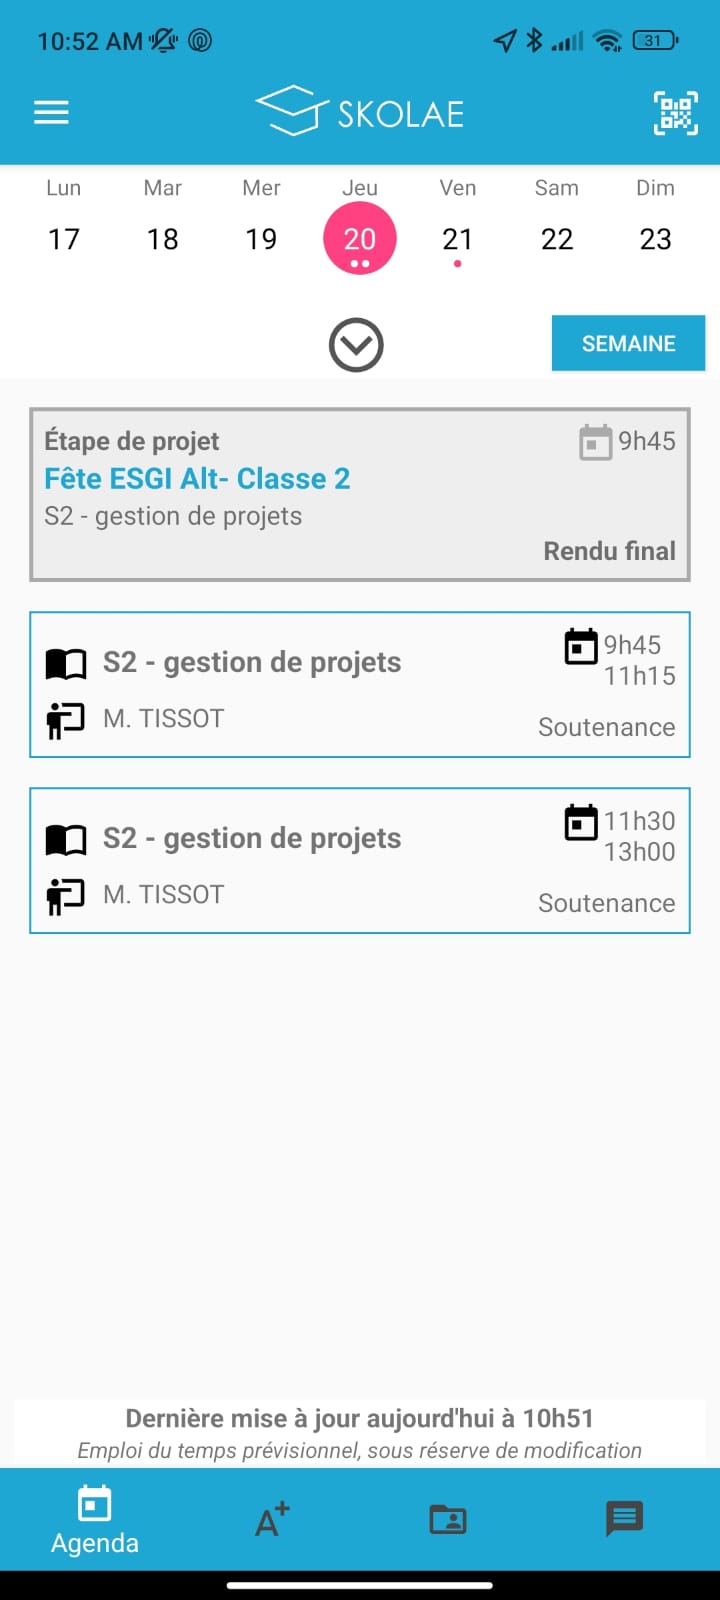 10:52 AM
31
SKOLAE
Lun Mar Mer Jeu Ven Sam Dim
17 18 19 20 21 22 23
SEMAINE
Étape de projet
9h45
Fête ESGI Alt- Classe 2
S2 - gestion de projets
Rendu final
S2 - gestion de projets
9h45
11h15
M. TISSOT
Soutenance
S2 - gestion de projets
11h30
13h00
M. TISSOT
Soutenance
Dernière mise à jour aujourd'hui à 10h51
Emploi du temps prévisionnel, sous réserve de modification
A+
Agenda